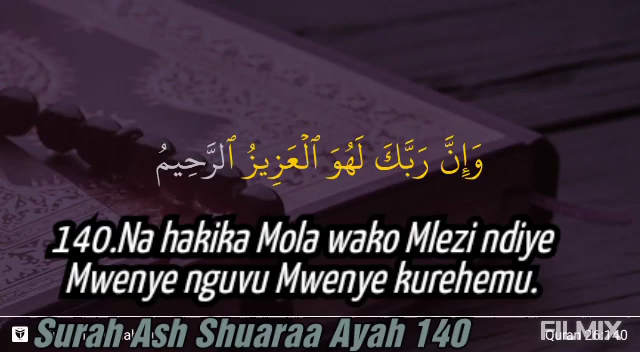 وَإِنَّ رَبَّكَ لَهُوَ ٱلْعَزِيزُ ٱلرَّحِيمُ
140.Na hakika Mola wako Mlezi ndiye
Mwenye nguvu Mwenye kurehemu.
Surah Ash Shuaraa Ayah 140
Quran 26:140
FILMIX